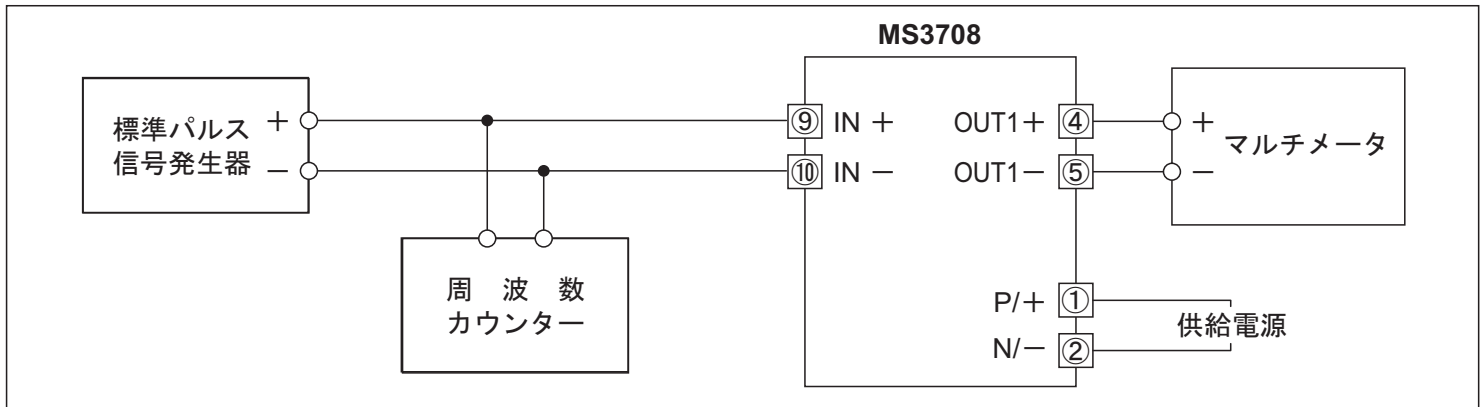 MS3708
標準パルス
信号発生器
＋
－
周 波 数
カウンター
⑨ IN ＋
⑩ IN －
OUT1＋ ④
OUT1－ ⑤
P/＋ ①
N/－ ②
＋
－
マルチメータ
供給電源